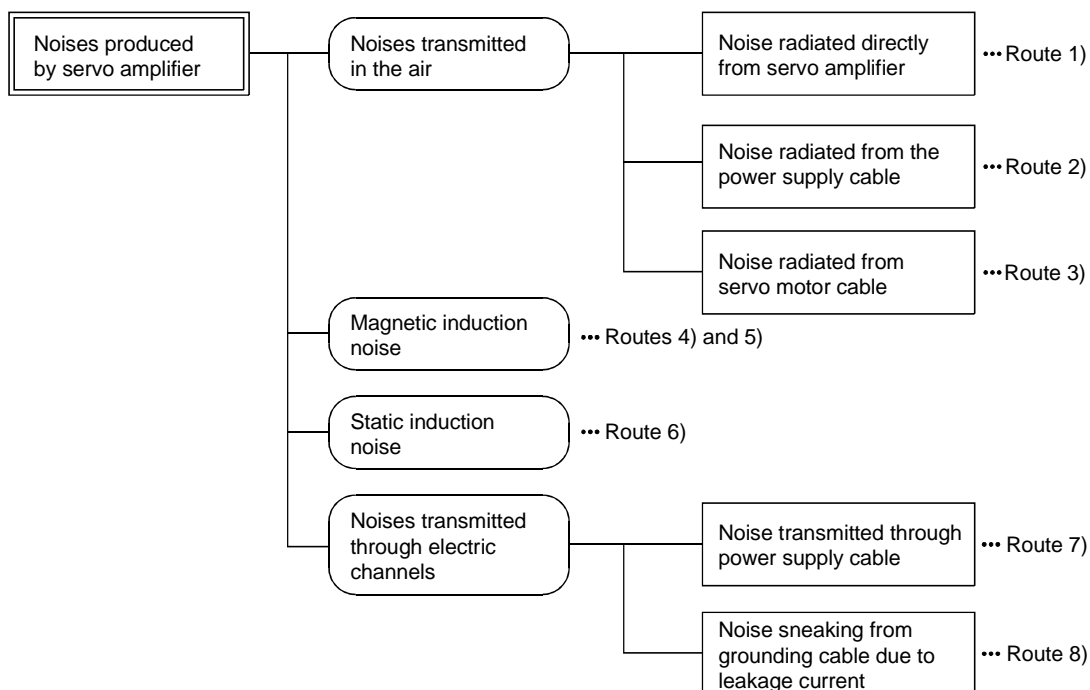 Noises produced
by servo amplifier
Noises transmitted
in the air
Noise radiated directly
from servo amplifier
••• Route 1)
Noise radiated from the
power supply cable
••• Route 2)
Noise radiated from
servo motor cable
••• Route 3)
Magnetic induction
noise
••• Routes 4) and 5)
Static induction
noise
••• Route 6)
Noises transmitted
through electric
channels
Noise transmitted through
power supply cable
••• Route 7)
Noise sneaking from
grounding cable due to
leakage current
••• Route 8)